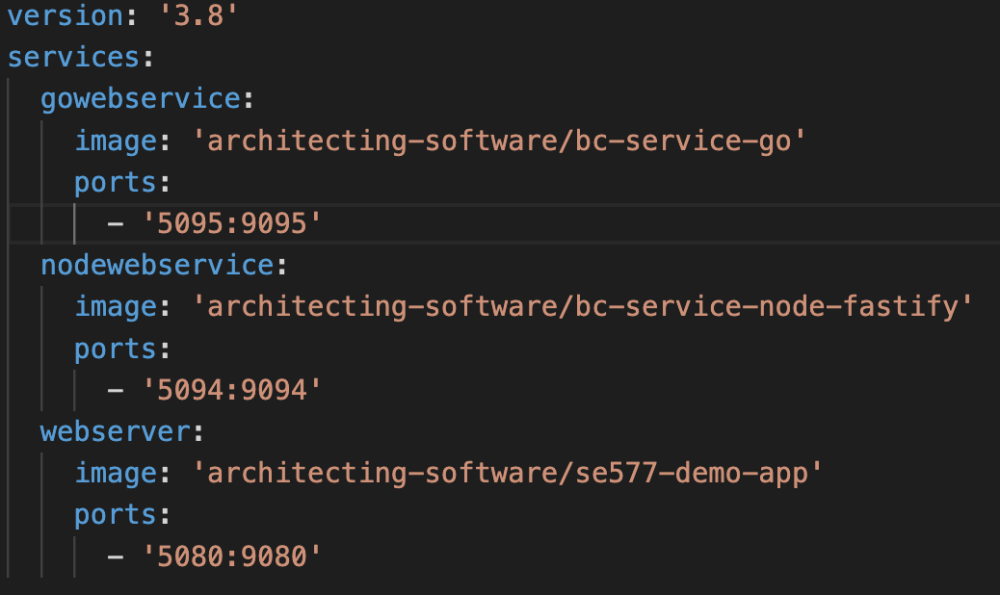 version: '3.8'
services:
  gowebservice:
    image: 'architecting-software/bc-service-go'
    ports:
      - '5095:9095'
  nodewebservice:
    image: 'architecting-software/bc-service-node-fastify'
    ports:
      - '5094:9094'
  webserver:
    image: 'architecting-software/se577-demo-app'
    ports:
      - '5080:9080'